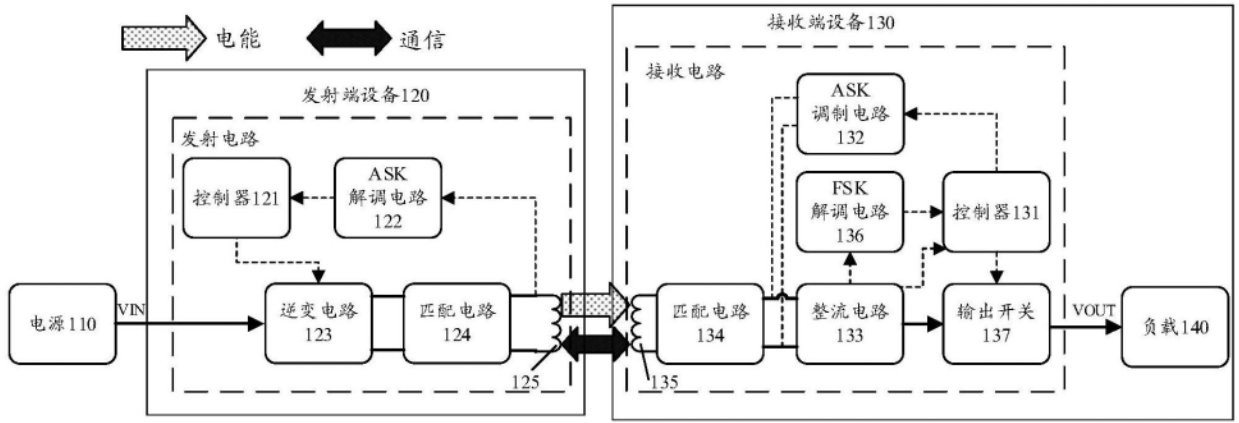 电能
通信
发射端设备120
发射电路
控制器121
ASK
解调电路
122
电源110
VIN
逆变电路
123
匹配电路
124
125
接收端设备130
接收电路
ASK
调制电路
132
FSK
解调电路
136
控制器131
匹配电路
134
135
整流电路
133
输出开关
137
VOUT
负载140